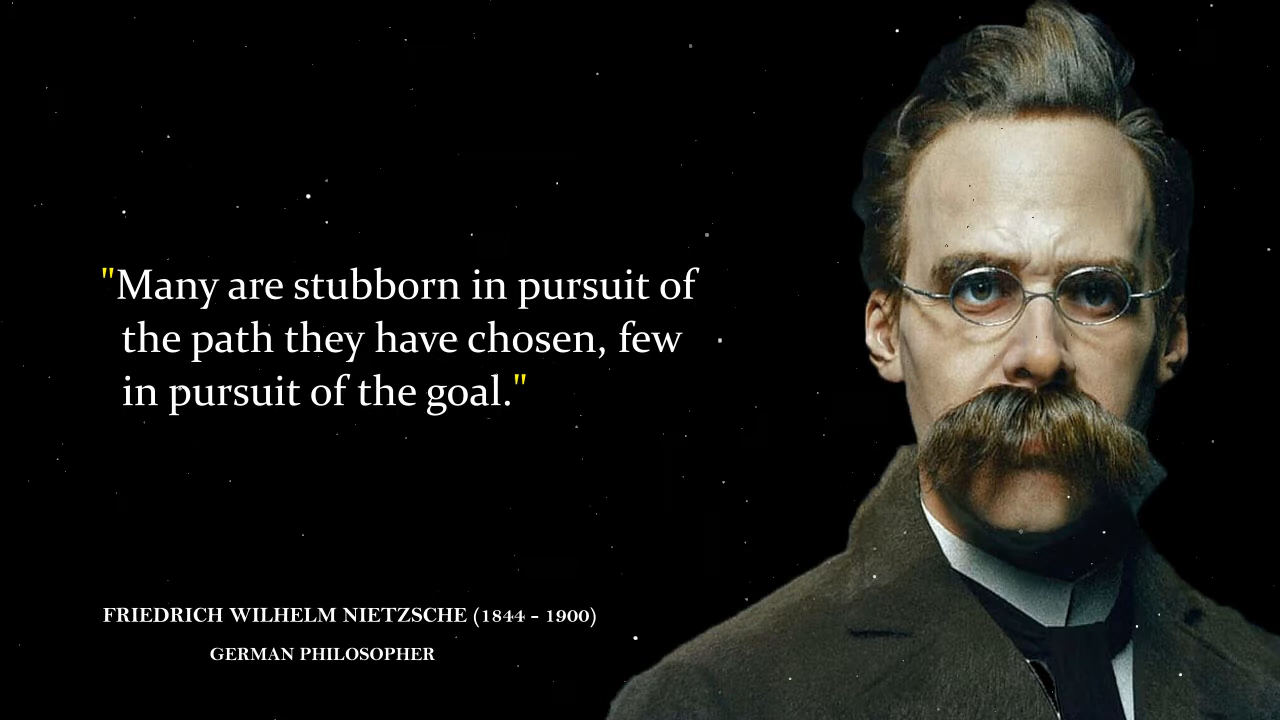 "Many are stubborn in pursuit of
the path they have chosen, few
in pursuit of the goal."
FRIEDRICH WILHELM NIETZSCHE (1844 - 1900)
GERMAN PHILOSOPHER